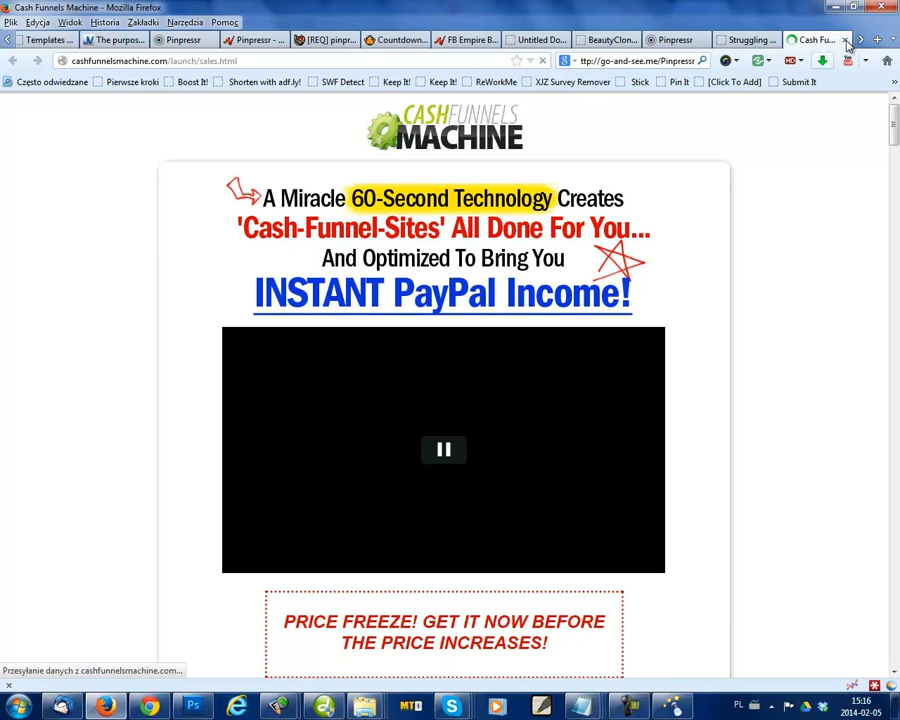 Cash Funnels Machine - Mozilla Firefox
Plik Edycja Widok Historia Zakładki Narzędzia Pomoc
Templates ... The purpos... Pinpressr Pinpressr - ... [REQ] pinpr... Countdown... FB Empire B... Untitled Do... BeautyClon... Pinpressr Struggling ... Cash Fu...
cashfunnelsmachine.com/launch/sales.html ttp://go-and-see.me/Pinpressr HD
Często odwiedzane Pierwsze kroki Boost It! Shorten with adf.ly! SWF Detect Keep It! Keep It! ReWorkMe XJZ Survey Remover Stick Pin It [Click To Add] Submit It
CASHFUNNELS
MACHINE
A Miracle 60-Second Technology Creates
'Cash-Funnel-Sites' All Done For You...
And Optimized To Bring You
INSTANT PayPal Income!
PRICE FREEZE! GET IT NOW BEFORE
THE PRICE INCREASES!
Przesyłanie danych z cashfunnelsmachine.com...
PL 15:16
2014-02-05